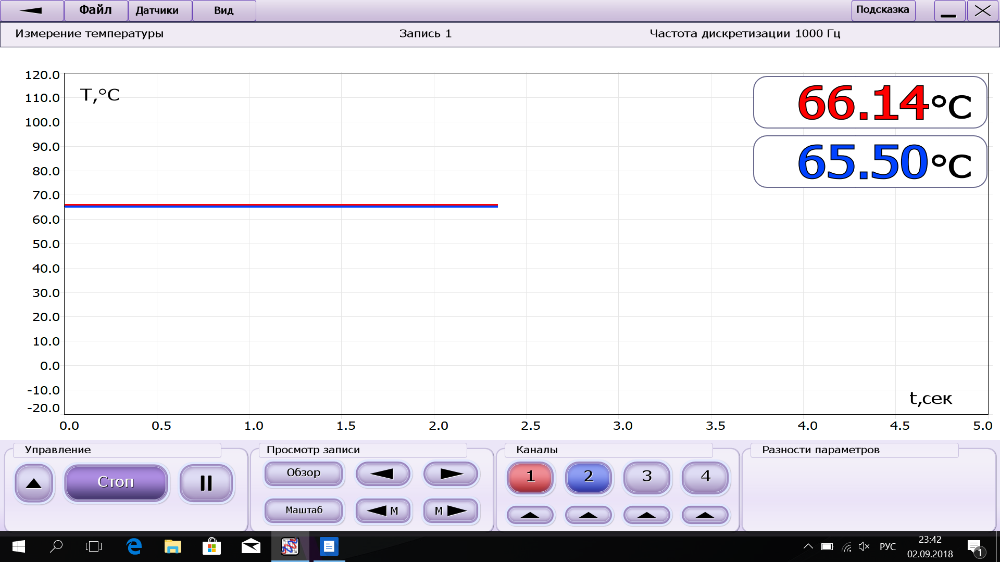 Файл Датчики Вид Подсказка
Измерение температуры Запись 1 Частота дискретизации 1000 Гц
T,°C
66.14°C
65.50°C
120.0
110.0
100.0
90.0
80.0
70.0
60.0
50.0
40.0
30.0
20.0
10.0
0.0
-10.0
-20.0
t,сек
0.0 0.5 1.0 1.5 2.0 2.5 3.0 3.5 4.0 4.5 5.0
Управление
Стоп
Просмотр записи
Обзор
Маштаб M M
Каналы
1 2 3 4
Разности параметров
РУС
23:42
02.09.2018
1